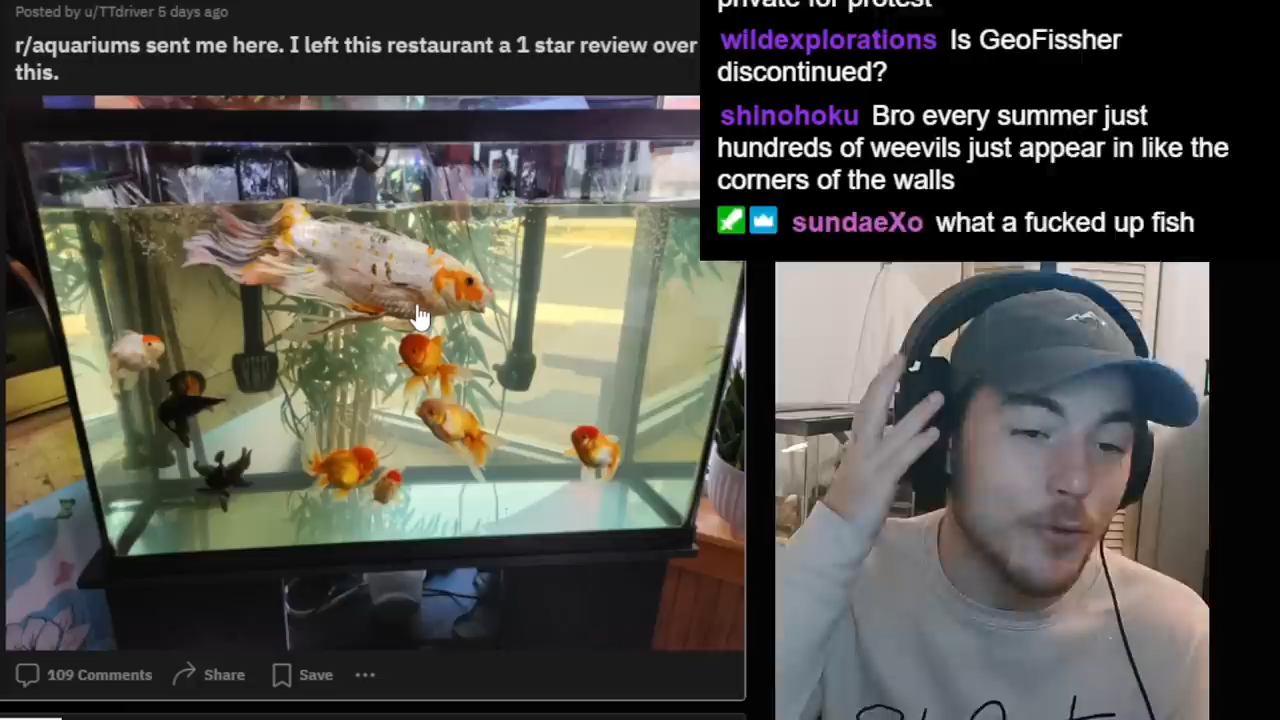 Posted by u/TTdriver 5 days ago
r/aquariums sent me here. I left this restaurant a 1 star review over
this.
109 Comments Share Save
private for protest
wildexplorations Is GeoFissher
discontinued?
shinohoku Bro every summer just
hundreds of weevils just appear in like the
corners of the walls
sundaeXo what a fucked up fish